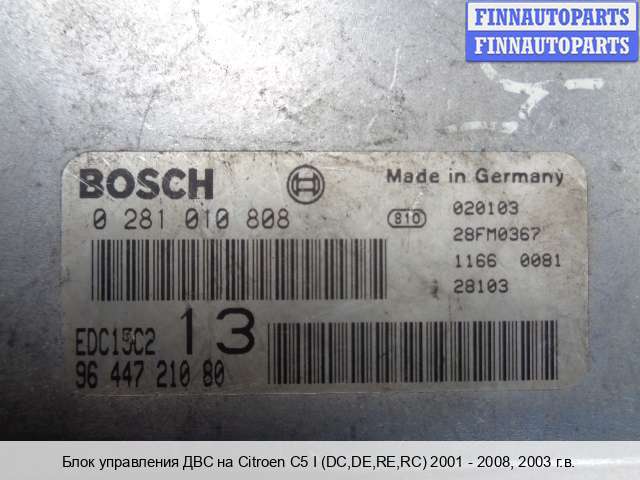 FINNAUTOPARTS
FINNAUTOPARTS
BOSCH
Made in Germany
0 281 010 808
810
020103
28FM0367
1166 0081
28103
EDC15C2
13
96 447 210 80
Блок управления ДВС на Citroen C5 I (DC,DE,RE,RC) 2001 - 2008, 2003 г.в.